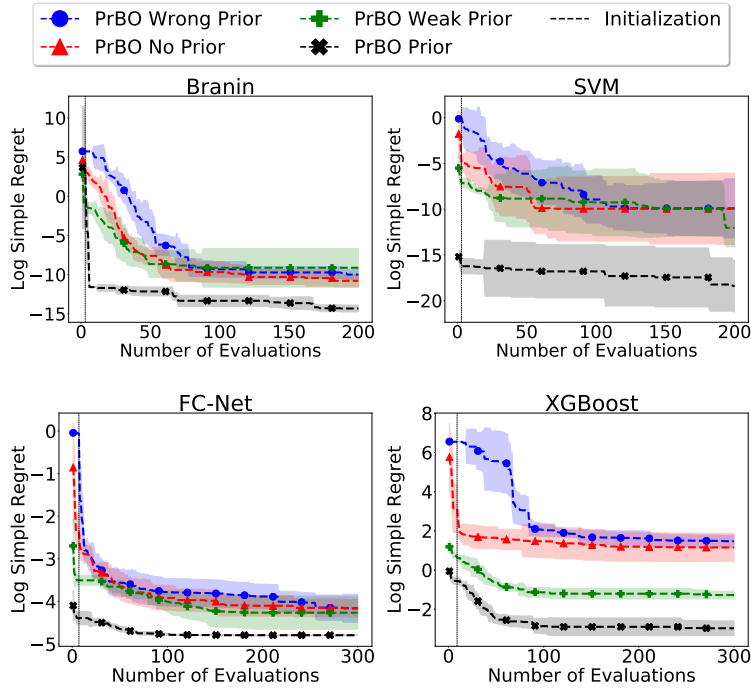 PrBO Wrong Prior PrBO Weak Prior Initialization
PrBO No Prior PrBO Prior
Branin
Log Simple Regret
10
5
0
−5
−10
−15
0 50 100 150 200
Number of Evaluations
SVM
Log Simple Regret
0
−5
−10
−15
−20
0 50 100 150 200
Number of Evaluations
FC-Net
Log Simple Regret
0
−1
−2
−3
−4
−5
0 100 200 300
Number of Evaluations
XGBoost
Log Simple Regret
8
6
4
2
0
−2
0 100 200 300
Number of Evaluations